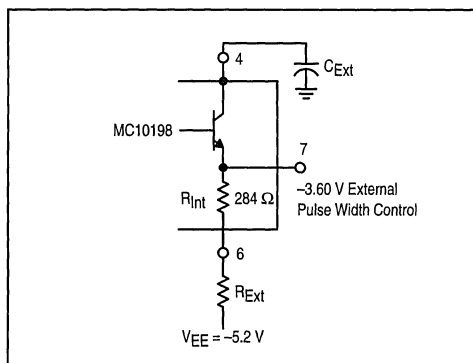 4
C_Ext
MC10198
7
–3.60 V External
Pulse Width Control
R_Int 284 Ω
6
R_Ext
V_EE = –5.2 V